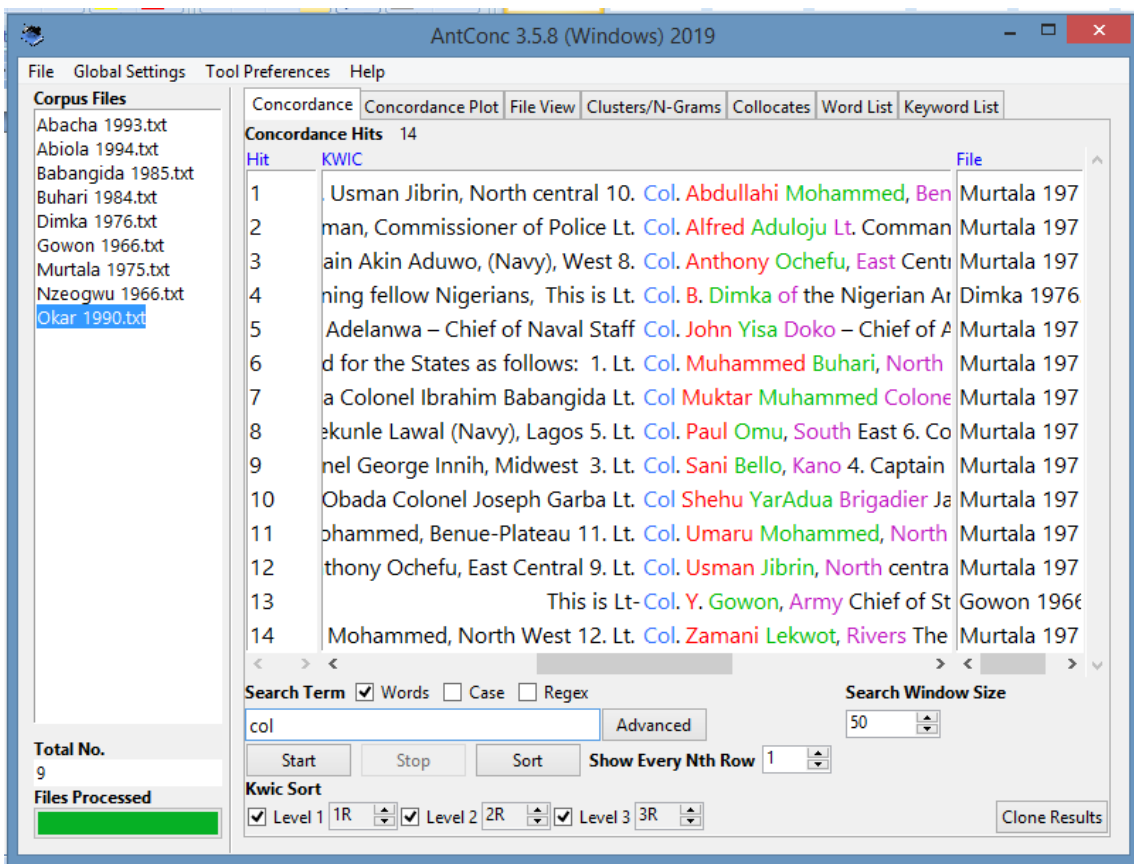 AntConc 3.5.8 (Windows) 2019
File Global Settings Tool Preferences Help
Corpus Files
Abacha 1993.txt
Abiola 1994.txt
Babangida 1985.txt
Buhari 1984.txt
Dimka 1976.txt
Gowon 1966.txt
Murtala 1975.txt
Nzeogwu 1966.txt
Okar 1990.txt
Total No.
9
Files Processed
Concordance Concordance Plot File View Clusters/N-Grams Collocates Word List Keyword List
Concordance Hits 14
Hit KWIC File
1 , Usman Jibrin, North central 10. Col. Abdullahi Mohammed, Ben Murtala 197
2 man, Commissioner of Police Lt. Col. Alfred Aduloju Lt. Comman Murtala 197
3 ain Akin Aduwo, (Navy), West 8. Col. Anthony Ochefu, East Centr Murtala 197
4 ning fellow Nigerians, This is Lt. Col. B. Dimka of the Nigerian Ar Dimka 1976.
5 Adelanwa – Chief of Naval Staff Col. John Yisa Doko – Chief of A Murtala 197
6 d for the States as follows: 1. Lt. Col. Muhammed Buhari, North Murtala 197
7 a Colonel Ibrahim Babangida Lt. Col Muktar Muhammed Colone Murtala 197
8 ekunle Lawal (Navy), Lagos 5. Lt. Col. Paul Omu, South East 6. Co Murtala 197
9 nel George Innih, Midwest 3. Lt. Col. Sani Bello, Kano 4. Captain Murtala 197
10 Obada Colonel Joseph Garba Lt. Col Shehu YarAdua Brigadier Ja Murtala 197
11 ohammed, Benue-Plateau 11. Lt. Col. Umaru Mohammed, North Murtala 197
12 thony Ochefu, East Central 9. Lt. Col. Usman Jibrin, North centra Murtala 197
13 This is Lt-Col. Y. Gowon, Army Chief of St Gowon 1966
14 Mohammed, North West 12. Lt. Col. Zamani Lekwot, Rivers The Murtala 197
Search Term Words Case Regex Search Window Size
col Advanced 50
Start Stop Sort Show Every Nth Row 1
Kwic Sort
Level 1 1R Level 2 2R Level 3 3R Clone Results